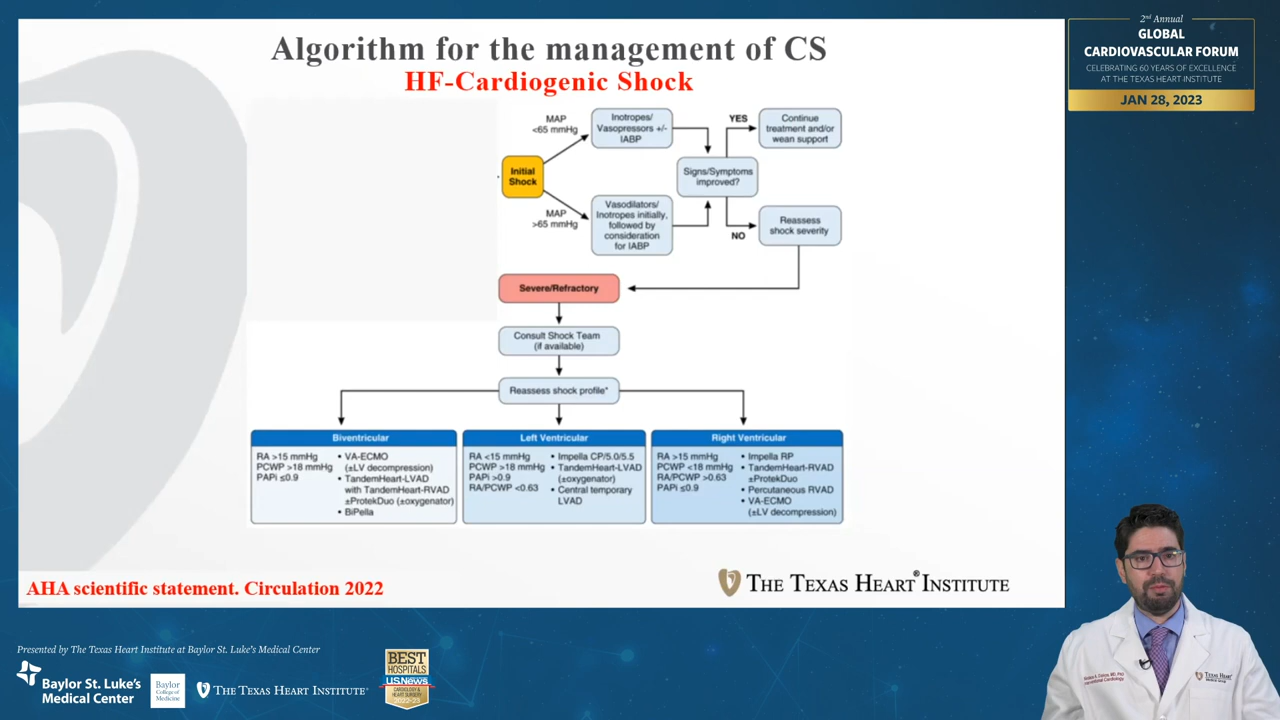 Algorithm for the management of CS
HF-Cardiogenic Shock
2nd Annual
GLOBAL
CARDIOVASCULAR FORUM
CELEBRATING 60 YEARS OF EXCELLENCE
AT THE TEXAS HEART INSTITUTE
JAN 28, 2023
Initial
Shock
MAP
<65 mmHg
Inotropes/
Vasopressors +/-
IABP
MAP
>65 mmHg
Vasodilators/
Inotropes initially,
followed by
consideration
for IABP
Signs/Symptoms
improved?
YES
Continue
treatment and/or
wean support
NO
Reassess
shock severity
Severe/Refractory
Consult Shock Team
(if available)
Reassess shock profile*
Biventricular
RA >15 mmHg
PCWP >18 mmHg
PAPi ≤0.9
• VA-ECMO
(±LV decompression)
• TandemHeart-LVAD
with TandemHeart-RVAD
±ProtekDuo (±oxygenator)
• BiPella
Left Ventricular
RA <15 mmHg
PCWP >18 mmHg
PAPi >0.9
RA/PCWP <0.63
• Impella CP/5.0/5.5
• TandemHeart-LVAD
(±oxygenator)
• Central temporary
LVAD
Right Ventricular
RA >15 mmHg
PCWP <18 mmHg
RA/PCWP >0.63
PAPi ≤0.9
• Impella RP
• TandemHeart-RVAD
±ProtekDuo
• Percutaneous RVAD
• VA-ECMO
(±LV decompression)
AHA scientific statement. Circulation 2022
THE TEXAS HEART® INSTITUTE
Presented by The Texas Heart Institute at Baylor St. Luke's Medical Center
Baylor St. Luke's
Medical Center
Baylor
College of
Medicine
THE TEXAS HEART INSTITUTE
BEST
HOSPITALS
U.S. News
CARDIOLOGY &
HEART SURGERY
2022-23
TEXAS HEART